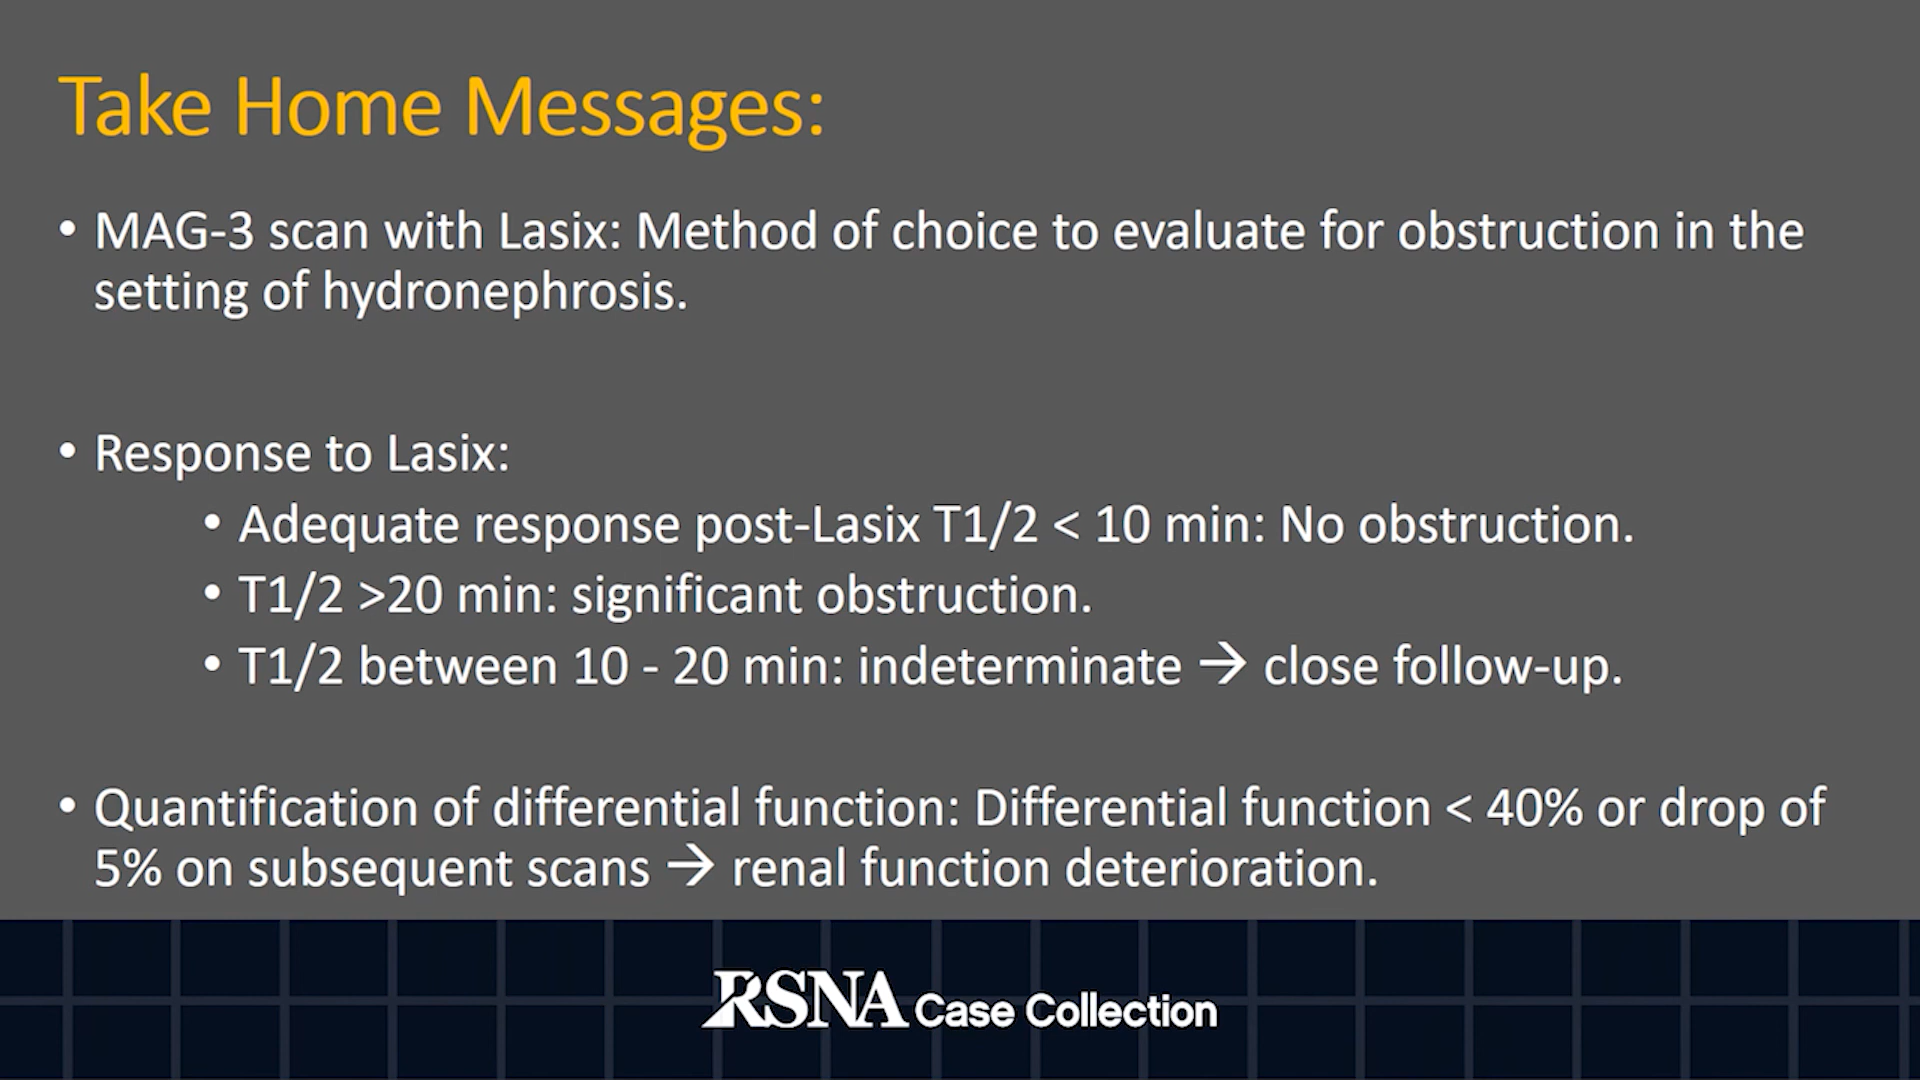 Take Home Messages:
• MAG-3 scan with Lasix: Method of choice to evaluate for obstruction in the
setting of hydronephrosis.
• Response to Lasix:
• Adequate response post-Lasix T1/2 < 10 min: No obstruction.
• T1/2 >20 min: significant obstruction.
• T1/2 between 10 - 20 min: indeterminate → close follow-up.
• Quantification of differential function: Differential function < 40% or drop of
5% on subsequent scans → renal function deterioration.
RSNA Case Collection